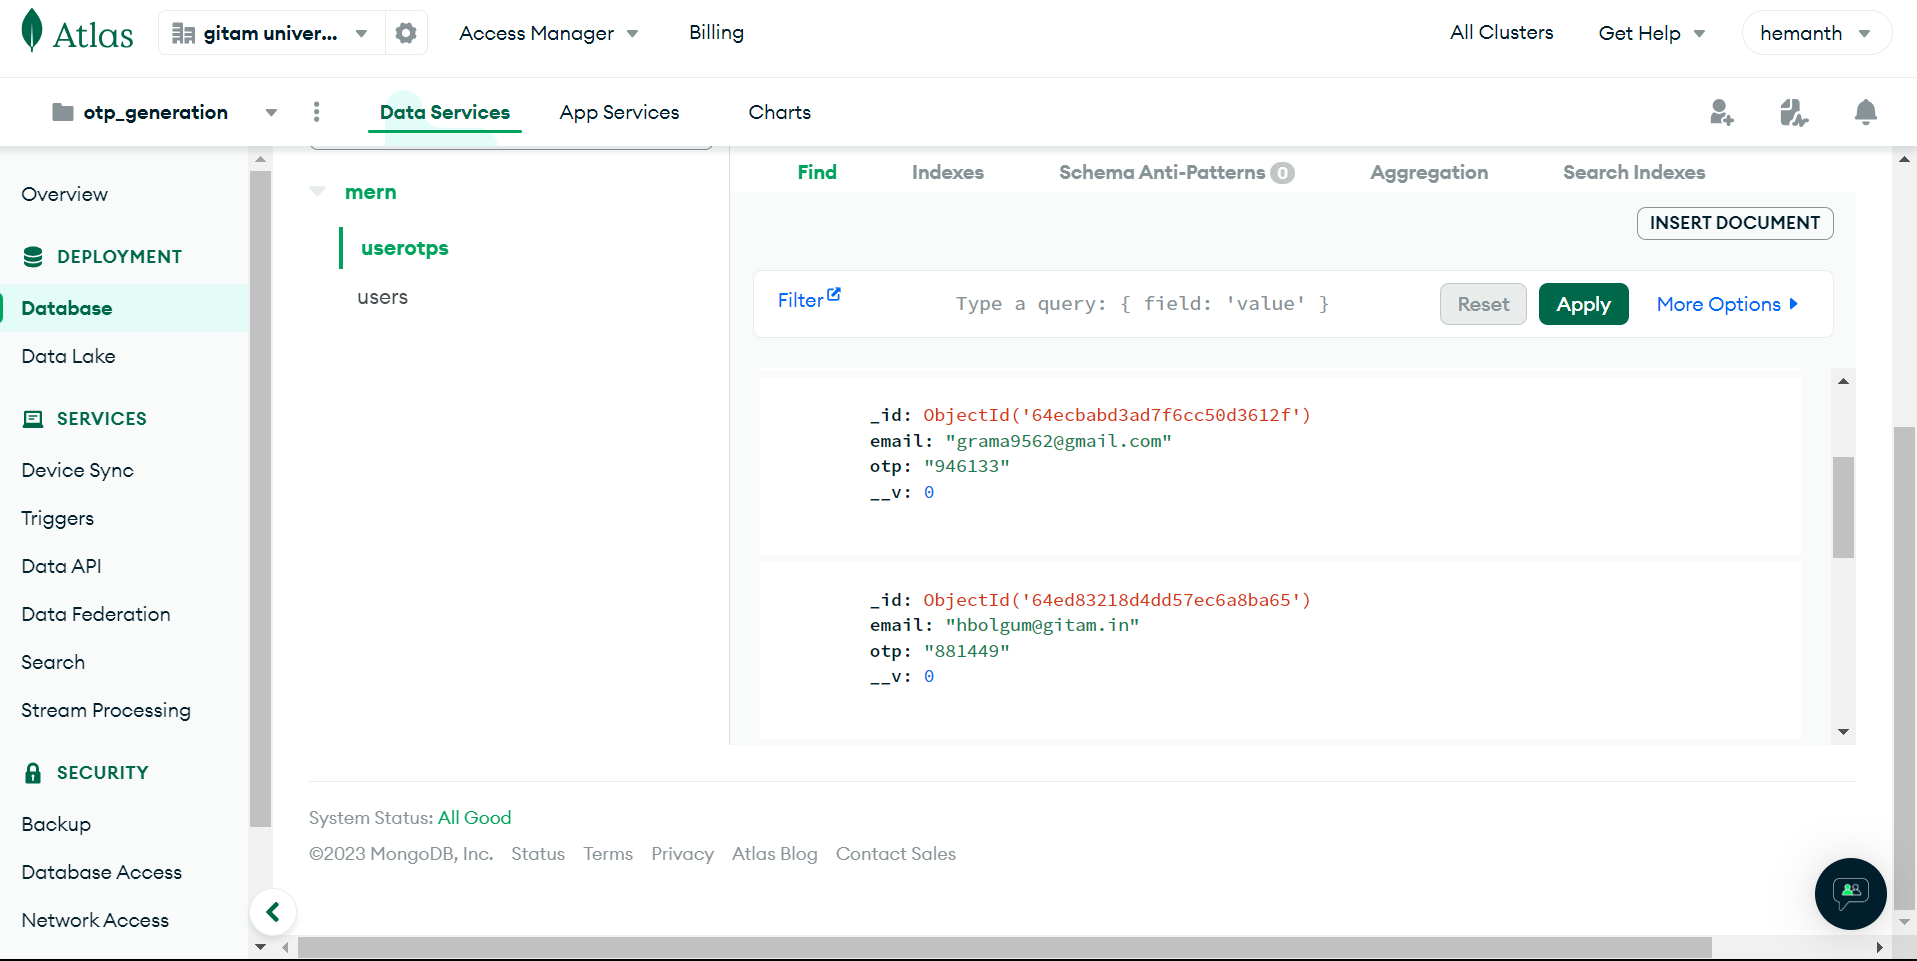 Atlas
gitam univer...
Access Manager
Billing
All Clusters
Get Help
hemanth
otp_generation
Data Services
App Services
Charts
Overview
DEPLOYMENT
Database
Data Lake
SERVICES
Device Sync
Triggers
Data API
Data Federation
Search
Stream Processing
SECURITY
Backup
Database Access
Network Access
mern
userotps
users
Find
Indexes
Schema Anti-Patterns 0
Aggregation
Search Indexes
INSERT DOCUMENT
Filter
Type a query: { field: 'value' }
Reset
Apply
More Options
_id: ObjectId('64ecbabd3ad7f6cc50d3612f')
email: "grama9562@gmail.com"
otp: "946133"
__v: 0
_id: ObjectId('64ed83218d4dd57ec6a8ba65')
email: "hbolgum@gitam.in"
otp: "881449"
__v: 0
System Status: All Good
©2023 MongoDB, Inc. Status Terms Privacy Atlas Blog Contact Sales